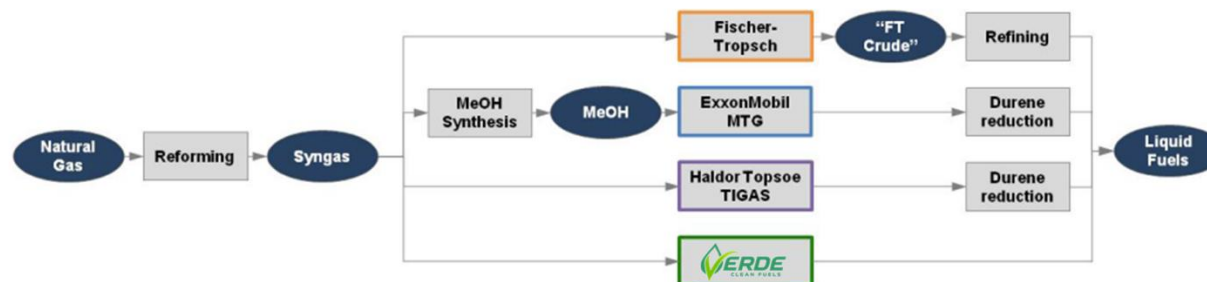 Fischer-
Tropsch
“FT
Crude”
Refining
MeOH
Synthesis
MeOH
ExxonMobil
MTG
Durene
reduction
Natural
Gas
Reforming
Syngas
Liquid
Fuels
Haldor Topsoe
TIGAS
Durene
reduction
VERDE
CLEAN FUELS